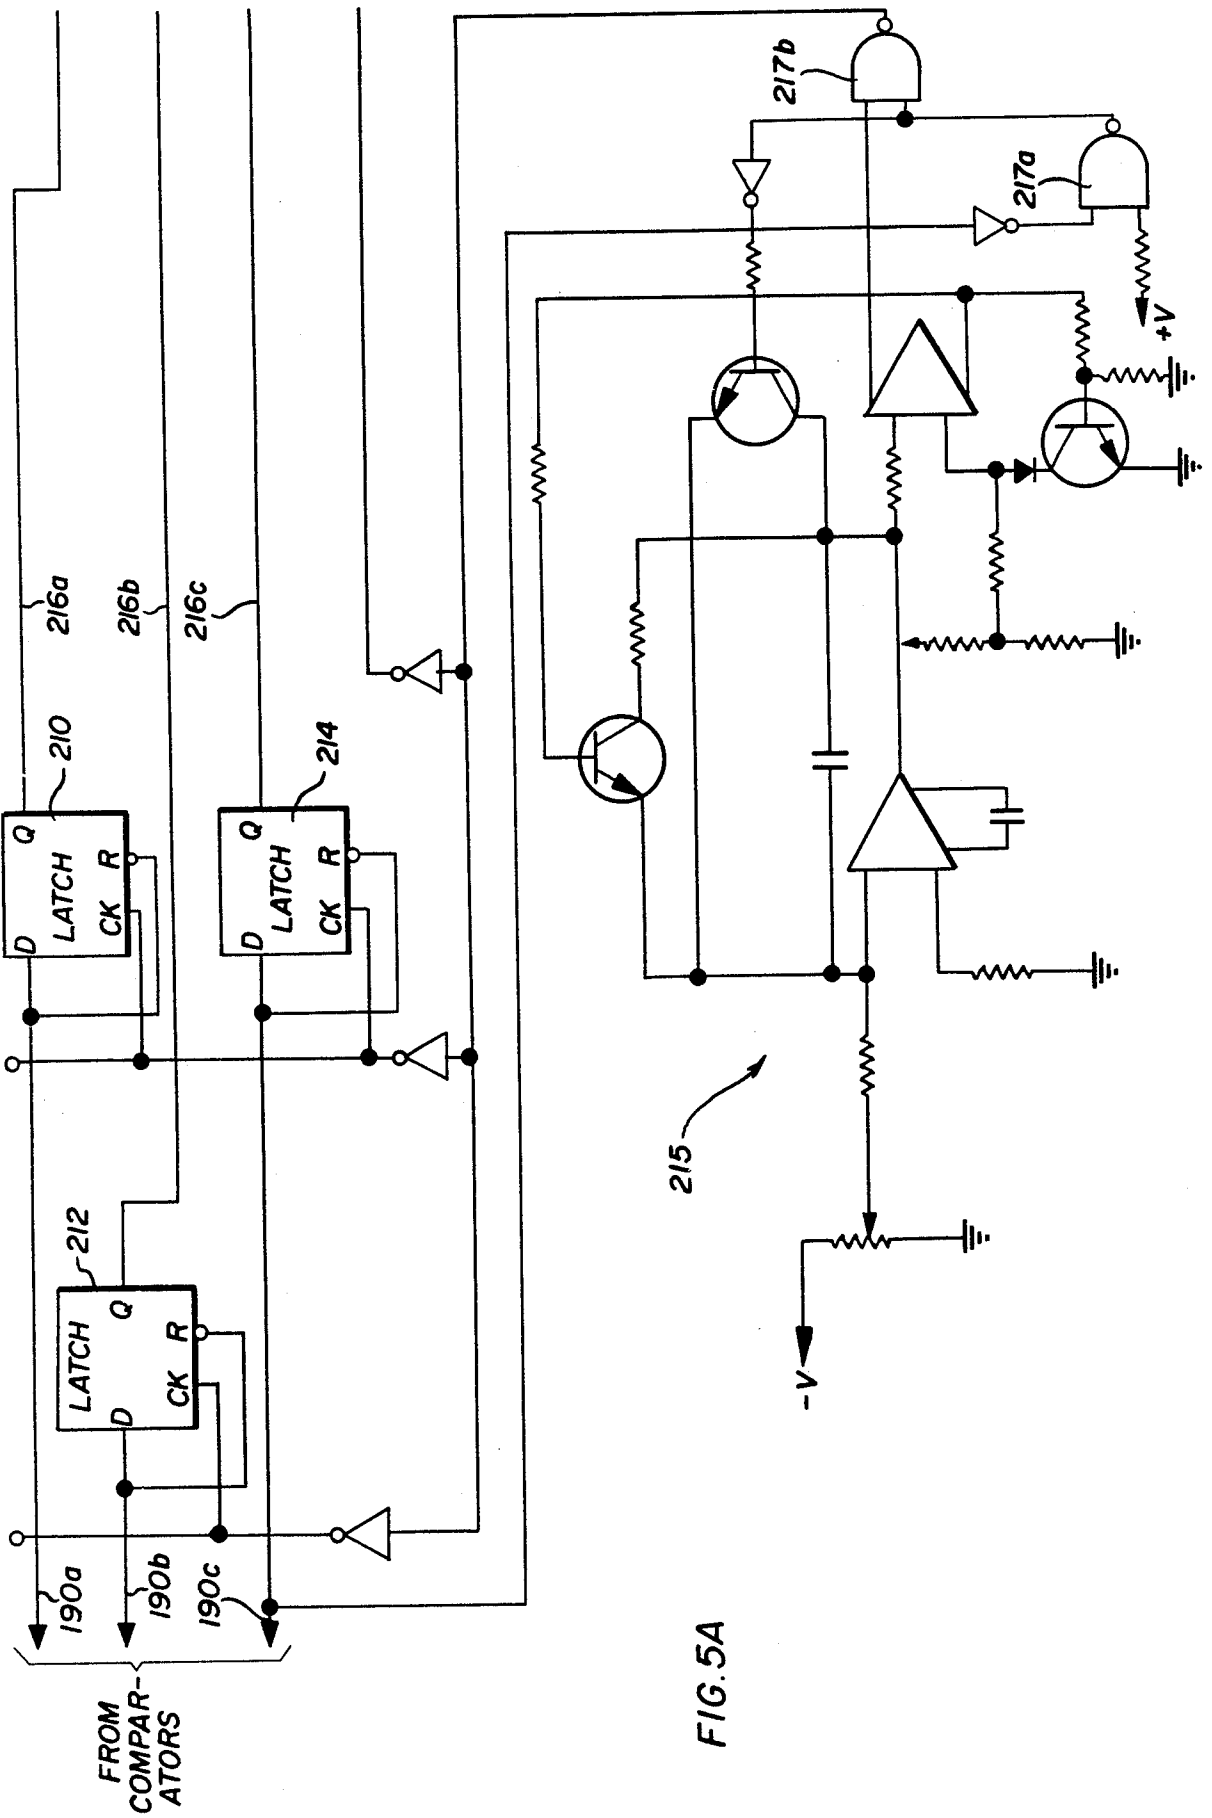 216a
216b
216c
210
Q
D
LATCH
R
CK
214
Q
D
LATCH
R
CK
212
LATCH
Q
D
R
CK
190a
190b
190c
FROM
COMPAR-
ATORS
217b
217a
+V
215
-V
FIG.5A